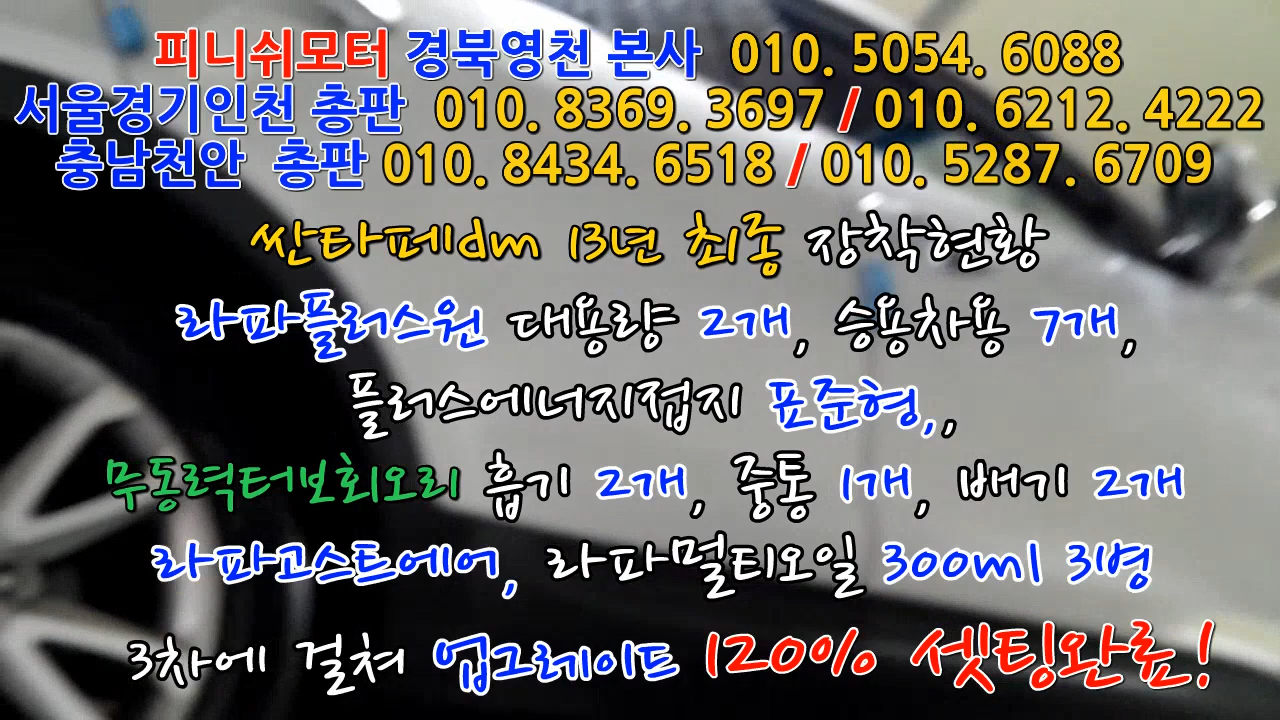 피니쉬모터 경북영천 본사 010. 5054. 6088
서울경기인천 총판 010. 8369. 3697 / 010. 6212. 4222
충남천안 총판 010. 8434. 6518 / 010. 5287. 6709
싼타페dm 13년 최종 장착현황
라파플러스원 대용량 2개, 승용차용 7개,
플러스에너지접지 표준형,,
무동력터보회오리 흡기 2개, 중통 1개, 배기 2개
라파고스트에어, 라파멀티오일 300ml 3병
3차에 걸쳐 업그레이드 120% 셋팅완료!